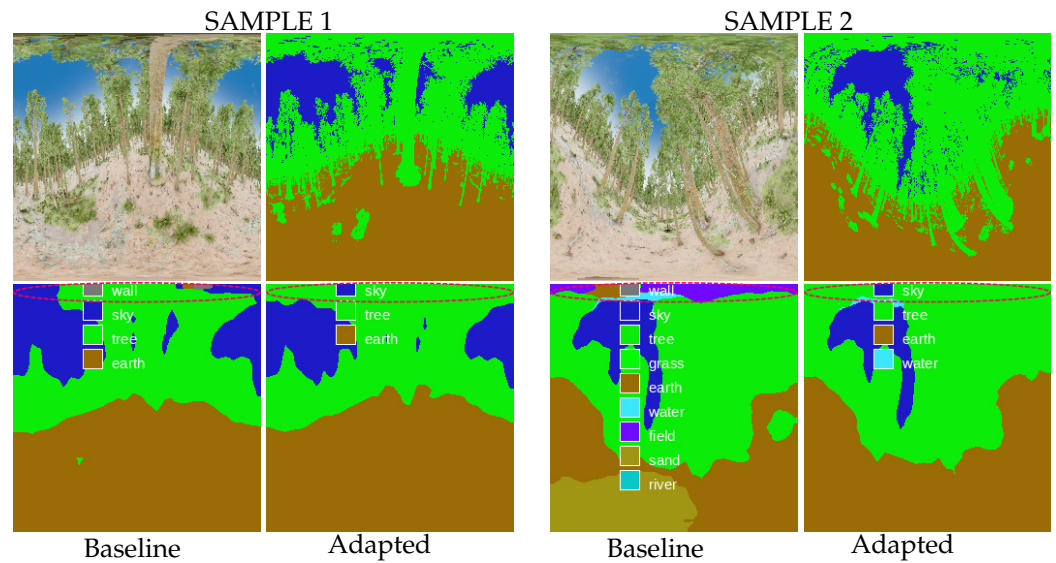 SAMPLE 1
SAMPLE 2
wall
sky
tree
earth
sky
tree
earth
wall
sky
tree
grass
earth
water
field
sand
river
sky
tree
earth
water
Baseline
Adapted
Baseline
Adapted